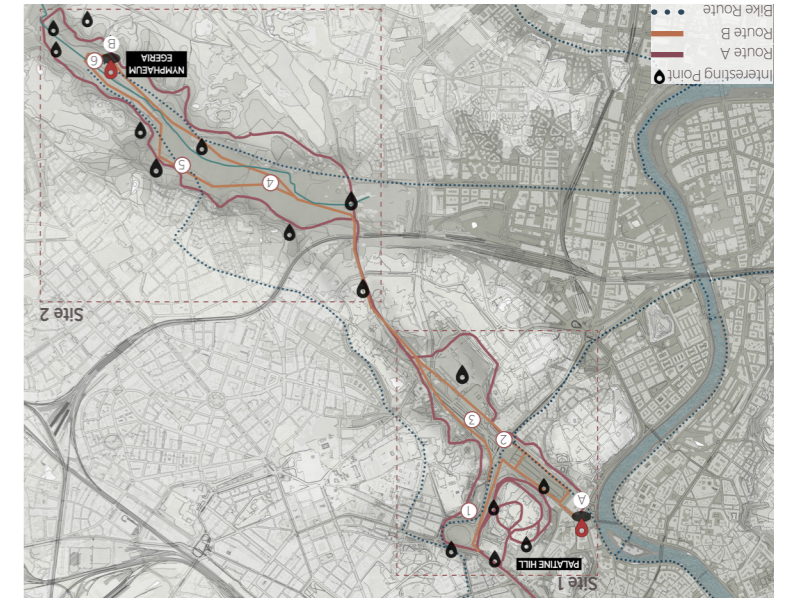 Site 1
PALATINE HILL
A
1
2
3
Site 2
4
5
6
B
NYMPHAEUM
EGERIA
Interesting Point
Route A
Route B
Bike Route